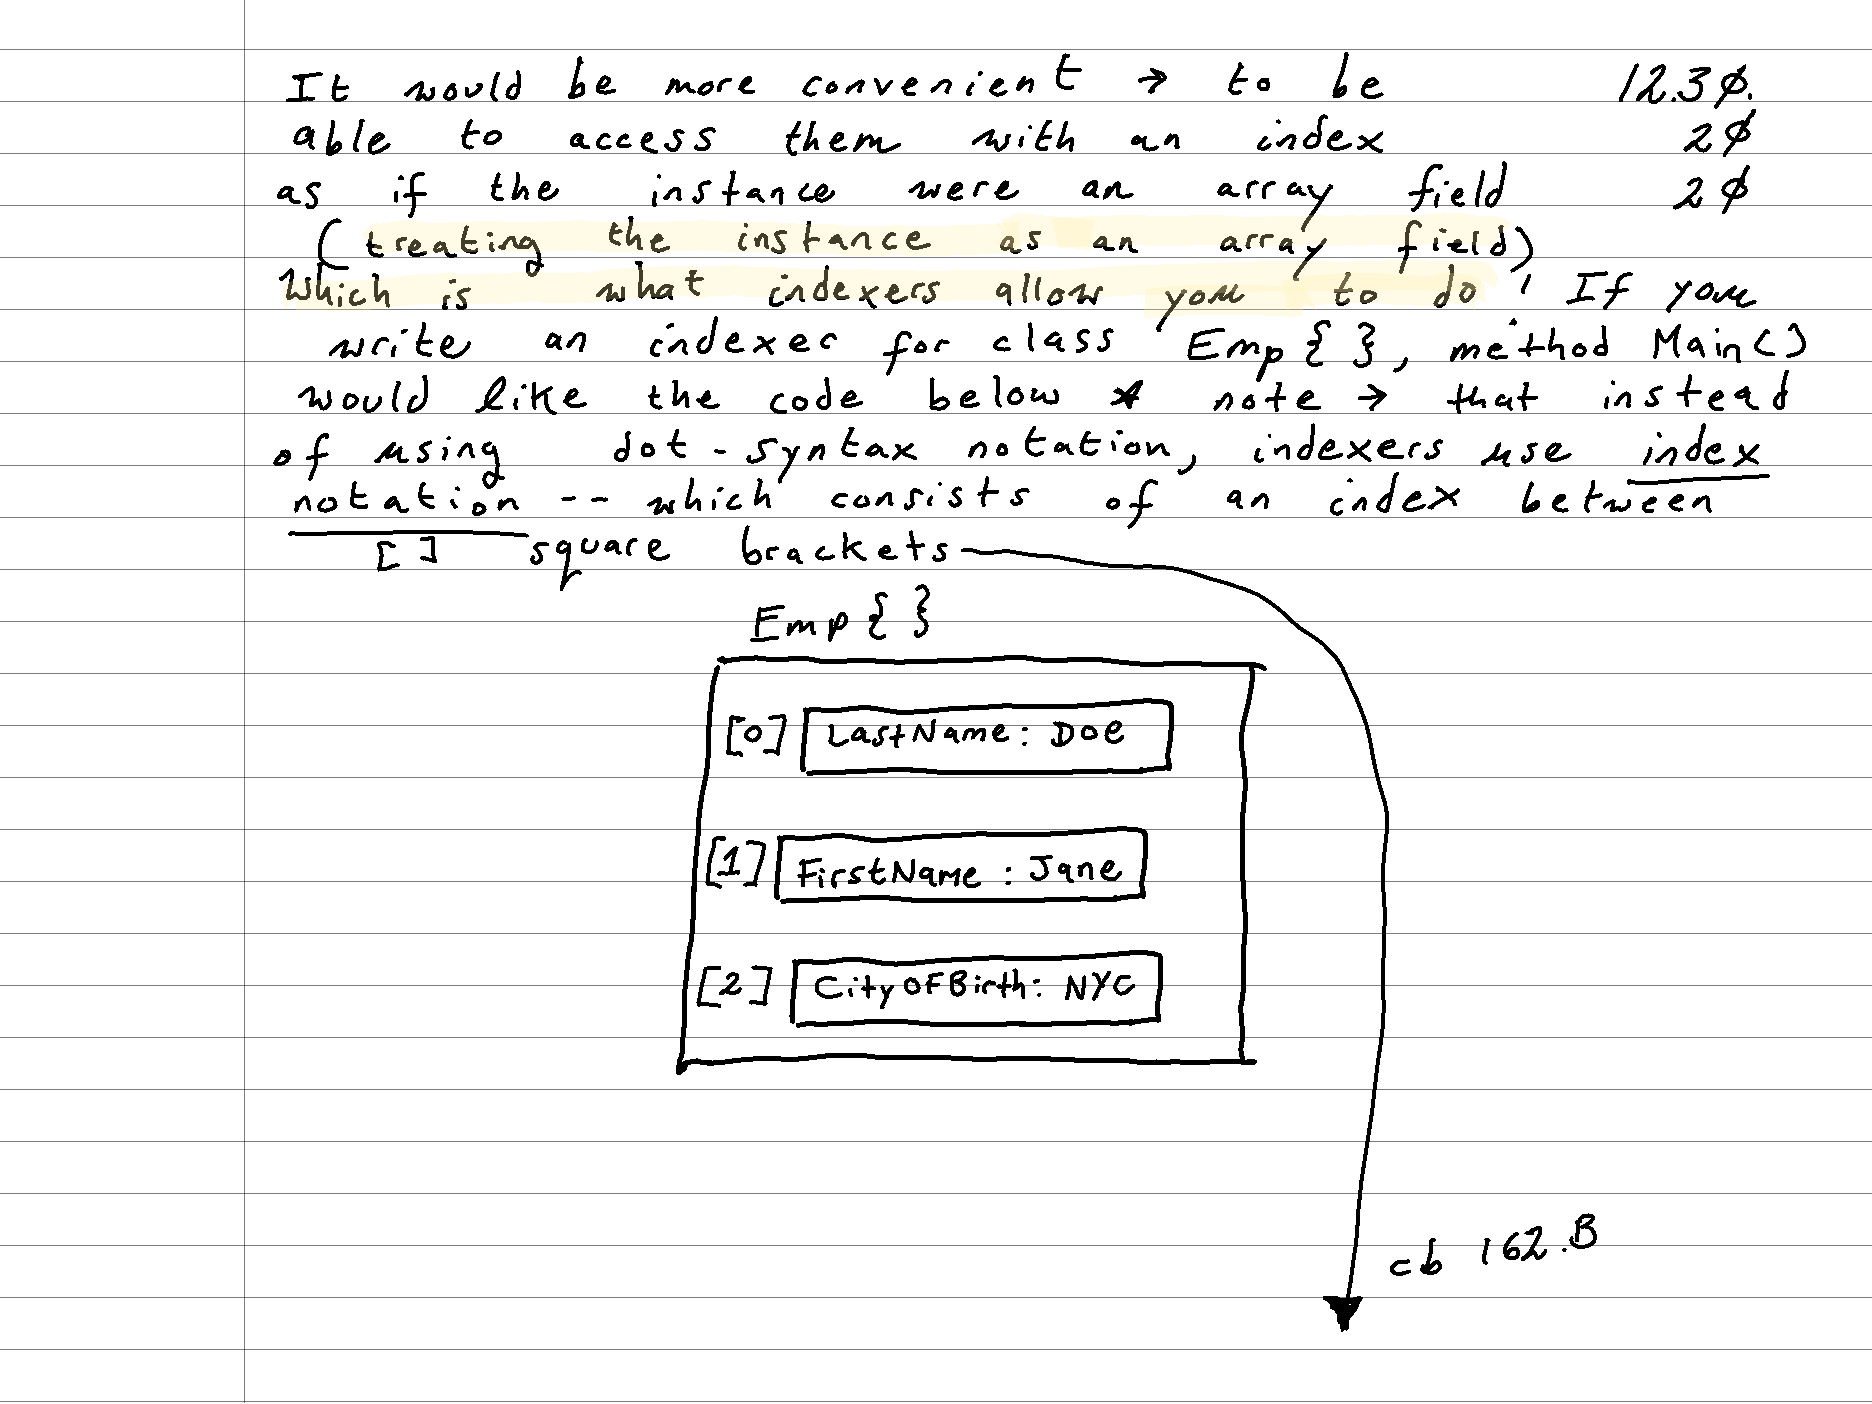 It would be more convenient → to be 12.3∅.
able to access them with an index 2∅
as if the instance were an array field 2∅
(treating the instance as an array field)
Which is what indexers allow you to do! If you
write an indexer for class Emp { }, method Main()
would like the code below * note → that instead
of using dot-syntax notation, indexers use index
notation -- which consists of an index between
[ ] square brackets
Emp { }
[0] LastName: Doe
[1] FirstName: Jane
[2] CityOFBirth: NYC
cb 162.B